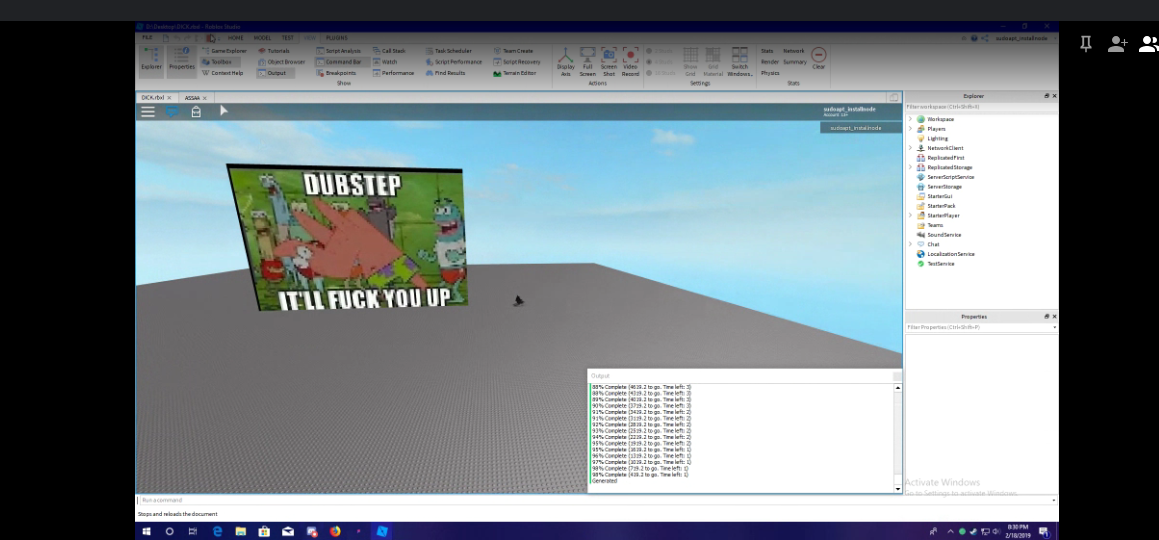 D:\Desktop\DICK.rbxl - Roblox Studio
FILE
HOME MODEL TEST VIEW PLUGINS
sudoapt_installnode
Explorer
Properties
Game Explorer
Toolbox
Context Help
Tutorials
Object Browser
Output
Script Analysis
Command Bar
Breakpoints
Call Stack
Watch
Performance
Task Scheduler
Script Performance
Find Results
Team Create
Script Recovery
Terrain Editor
Show
Display
Axis
Full
Screen
Screen
Shot
Video
Record
Actions
Show
Grid
Grid
Material
Switch
Windows...
Settings
Stats Network
Render Summary
Physics
Clear
Stats
DICK.rbxl ASSAA
sudoapt_installnode
Account: 13+
sudoapt_installnode
DUBSTEP
IT'LL FUCK YOU UP
Explorer
Filter workspace (Ctrl+Shift+X)
Workspace
Players
Lighting
NetworkClient
ReplicatedFirst
ReplicatedStorage
ServerScriptService
ServerStorage
StarterGui
StarterPack
StarterPlayer
Teams
SoundService
Chat
LocalizationService
TestService
Properties
Filter Properties (Ctrl+Shift+P)
Output
88% Complete (4619.2 to go. Time left: 3)
88% Complete (4319.2 to go. Time left: 3)
89% Complete (4019.2 to go. Time left: 3)
90% Complete (3719.2 to go. Time left: 3)
91% Complete (3419.2 to go. Time left: 2)
91% Complete (3119.2 to go. Time left: 2)
92% Complete (2819.2 to go. Time left: 2)
93% Complete (2519.2 to go. Time left: 2)
94% Complete (2219.2 to go. Time left: 2)
95% Complete (1919.2 to go. Time left: 2)
95% Complete (1619.2 to go. Time left: 1)
96% Complete (1319.2 to go. Time left: 1)
97% Complete (1019.2 to go. Time left: 1)
98% Complete (719.2 to go. Time left: 1)
98% Complete (419.2 to go. Time left: 1)
Generated
Activate Windows
Go to Settings to activate Windows.
Run a command
Stops and reloads the document
8:30 PM
2/18/2019